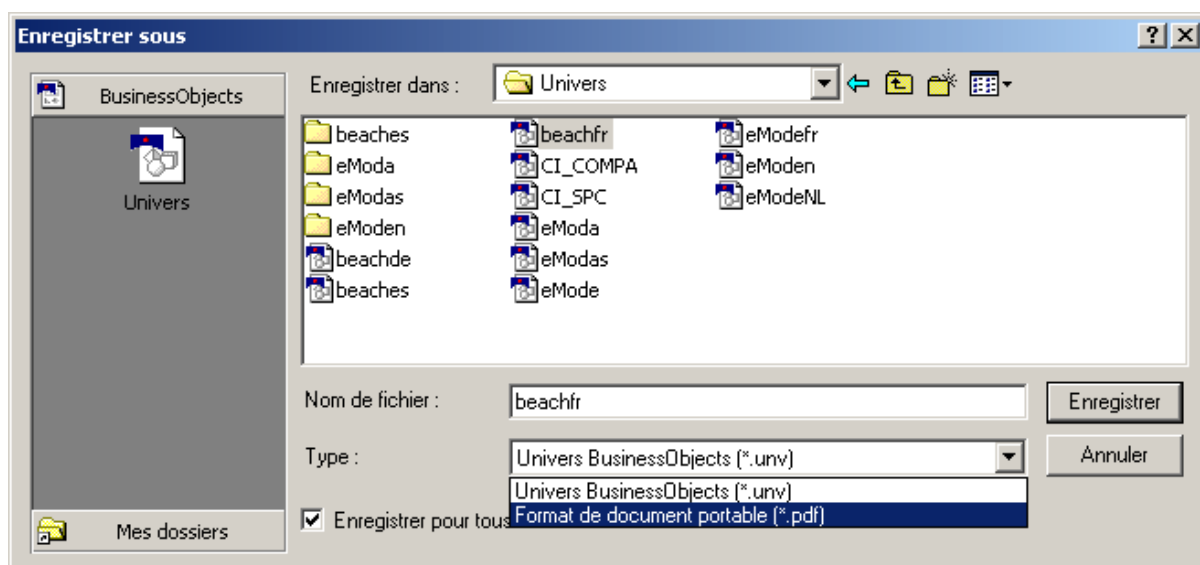 Enregistrer sous
BusinessObjects
Univers
Mes dossiers
Enregistrer dans :
Univers
beaches
eModa
eModas
eModen
beachde
beaches
beachfr
CI_COMPA
CI_SPC
eModa
eModas
eMode
eModefr
eModen
eModeNL
Nom de fichier :
beachfr
Enregistrer
Type :
Univers BusinessObjects (*.unv)
Annuler
Univers BusinessObjects (*.unv)
Format de document portable (*.pdf)
Enregistrer pour tous